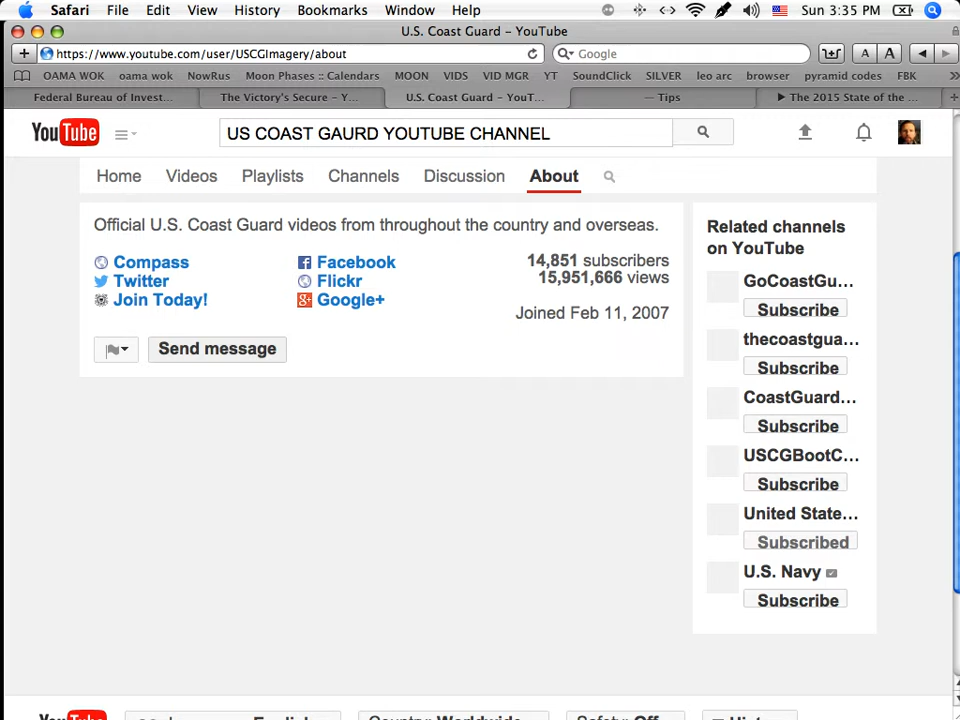 Safari File Edit View History Bookmarks Window Help Sun 3:35 PM
U.S. Coast Guard – YouTube
https://www.youtube.com/user/USCGImagery/about Google A A
OAMA WOK oama wok NowRus Moon Phases :: Calendars MOON VIDS VID MGR YT SoundClick SILVER leo arc browser pyramid codes FBK
Federal Bureau of Invest... The Victory's Secure – Y... U.S. Coast Guard – YouT... — Tips ▶ The 2015 State of the ...
YouTube US COAST GAURD YOUTUBE CHANNEL
Home Videos Playlists Channels Discussion About
Official U.S. Coast Guard videos from throughout the country and overseas.
Compass Facebook 14,851 subscribers
Twitter Flickr 15,951,666 views
Join Today! Google+
Joined Feb 11, 2007
Send message
Related channels
on YouTube
GoCoastGu...
Subscribe
thecoastgua...
Subscribe
CoastGuard...
Subscribe
USCGBootC...
Subscribe
United State...
Subscribed
U.S. Navy
Subscribe
YouTube English Country: Worldwide Safety: Off History